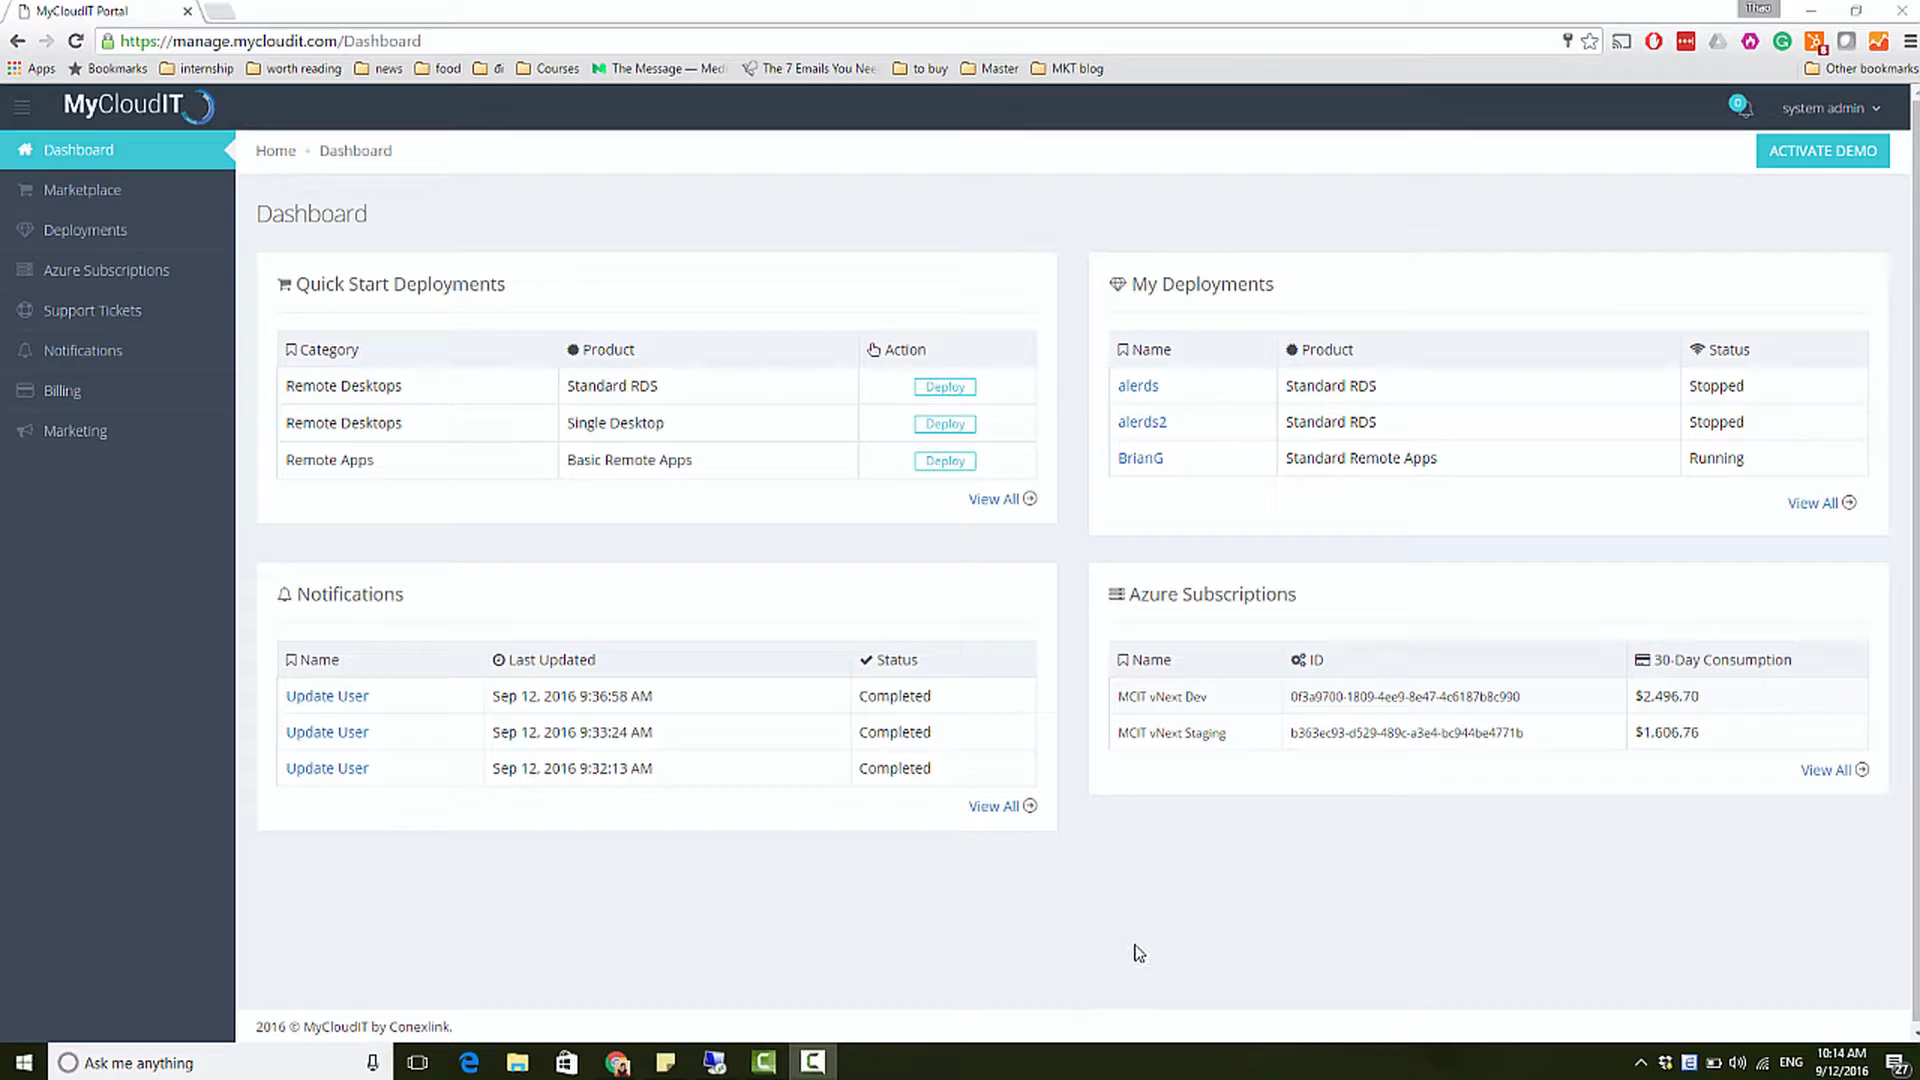 MyCloudIT Portal
Thao
https://manage.mycloudit.com/Dashboard
Apps Bookmarks internship worth reading news food đi Courses The Message — Med The 7 Emails You Nee to buy Master MKT blog Other bookmarks
MyCloudIT
0
system admin
Dashboard
Marketplace
Deployments
Azure Subscriptions
Support Tickets
Notifications
Billing
Marketing
Home Dashboard
ACTIVATE DEMO
Dashboard
Quick Start Deployments
Category Product Action
Remote Desktops Standard RDS Deploy
Remote Desktops Single Desktop Deploy
Remote Apps Basic Remote Apps Deploy
View All
My Deployments
Name Product Status
alerds Standard RDS Stopped
alerds2 Standard RDS Stopped
BrianG Standard Remote Apps Running
View All
Notifications
Name Last Updated Status
Update User Sep 12, 2016 9:36:58 AM Completed
Update User Sep 12, 2016 9:33:24 AM Completed
Update User Sep 12, 2016 9:32:13 AM Completed
View All
Azure Subscriptions
Name ID 30-Day Consumption
MCIT vNext Dev 0f3a9700-1809-4ee9-8e47-4c6187b8c990 $2,496.70
MCIT vNext Staging b363ec93-d529-489c-a3e4-bc944be4771b $1,606.76
View All
2016 © MyCloudIT by Conexlink.
Ask me anything
ENG
10:14 AM
9/12/2016
27